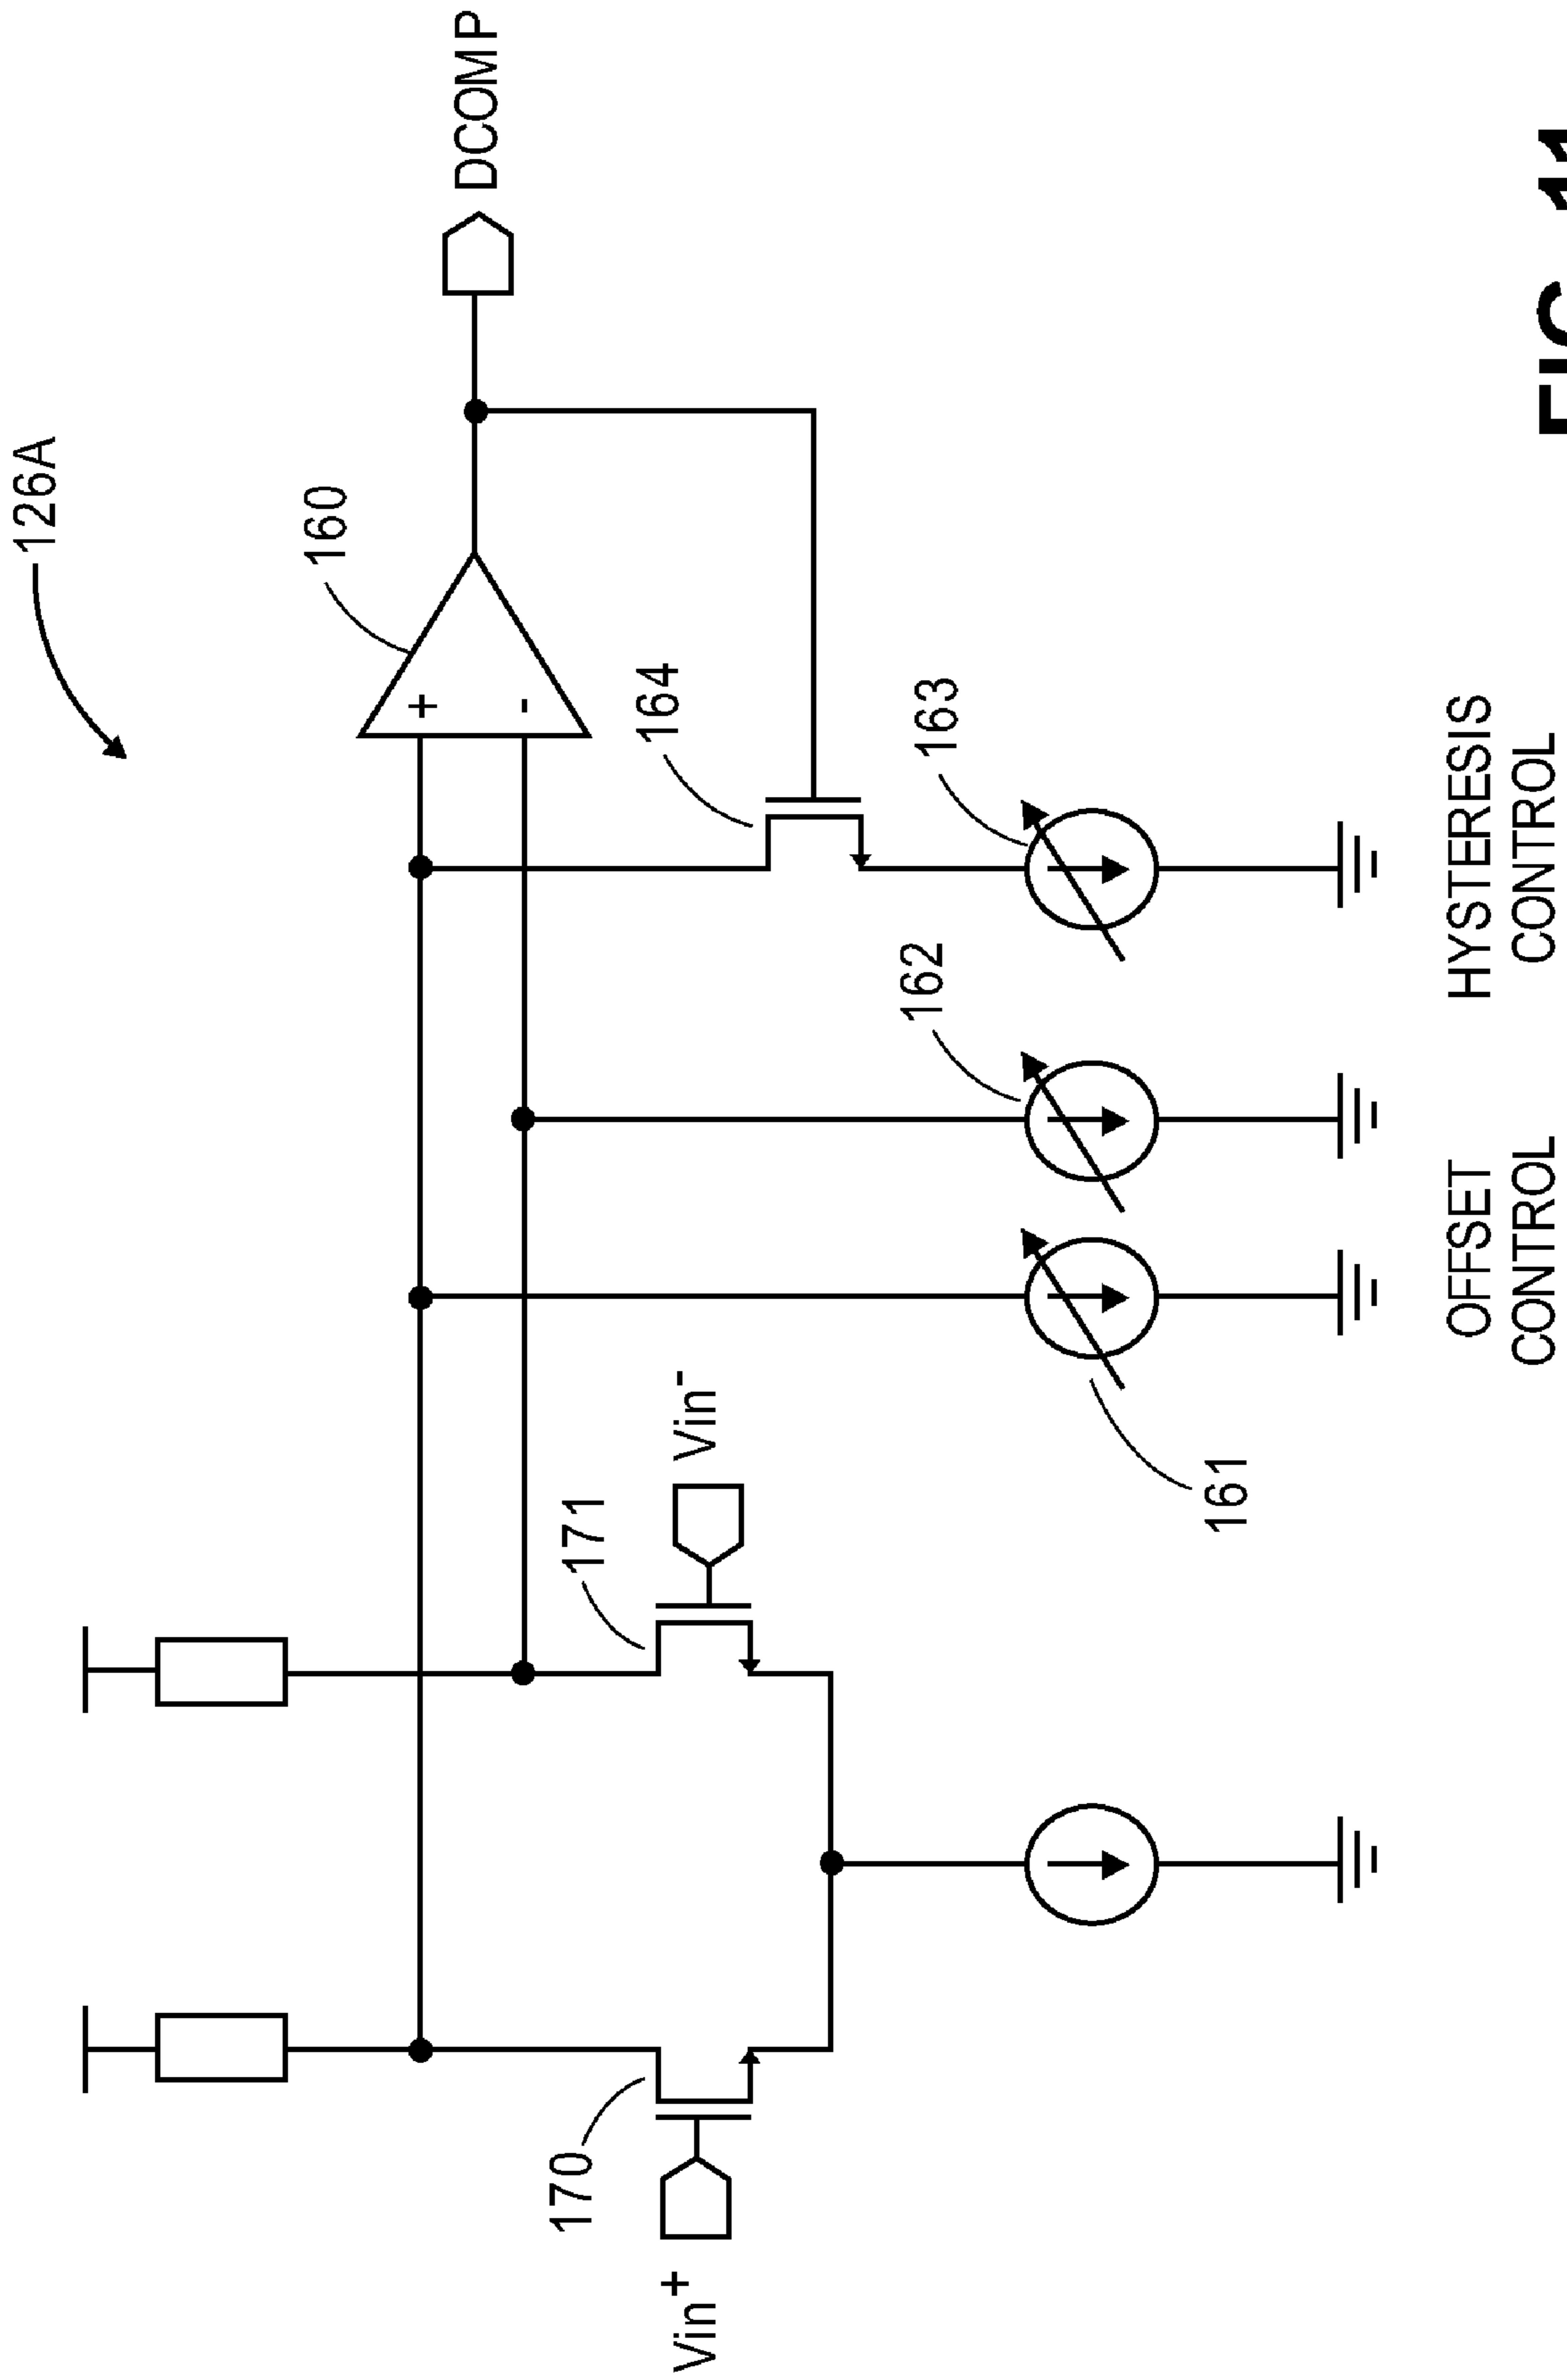 126A
160
DCOMP
164
170
Vin+
171
Vin-
161
162
163
OFFSET
CONTROL
HYSTERESIS
CONTROL
+
-